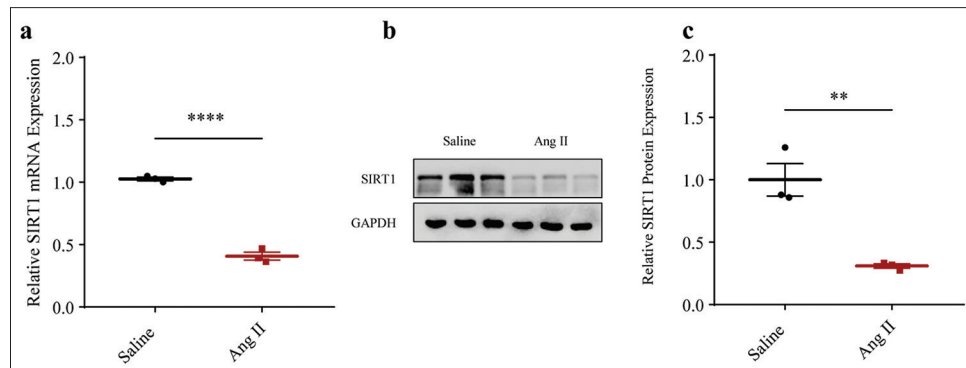 a
Relative SIRT1 mRNA Expression
2.0
1.5
1.0
0.5
0.0
****
Saline
Ang II
b
Saline Ang II
SIRT1
GAPDH
c
Relative SIRT1 Protein Expression
2.0
1.5
1.0
0.5
0.0
**
Saline
Ang II